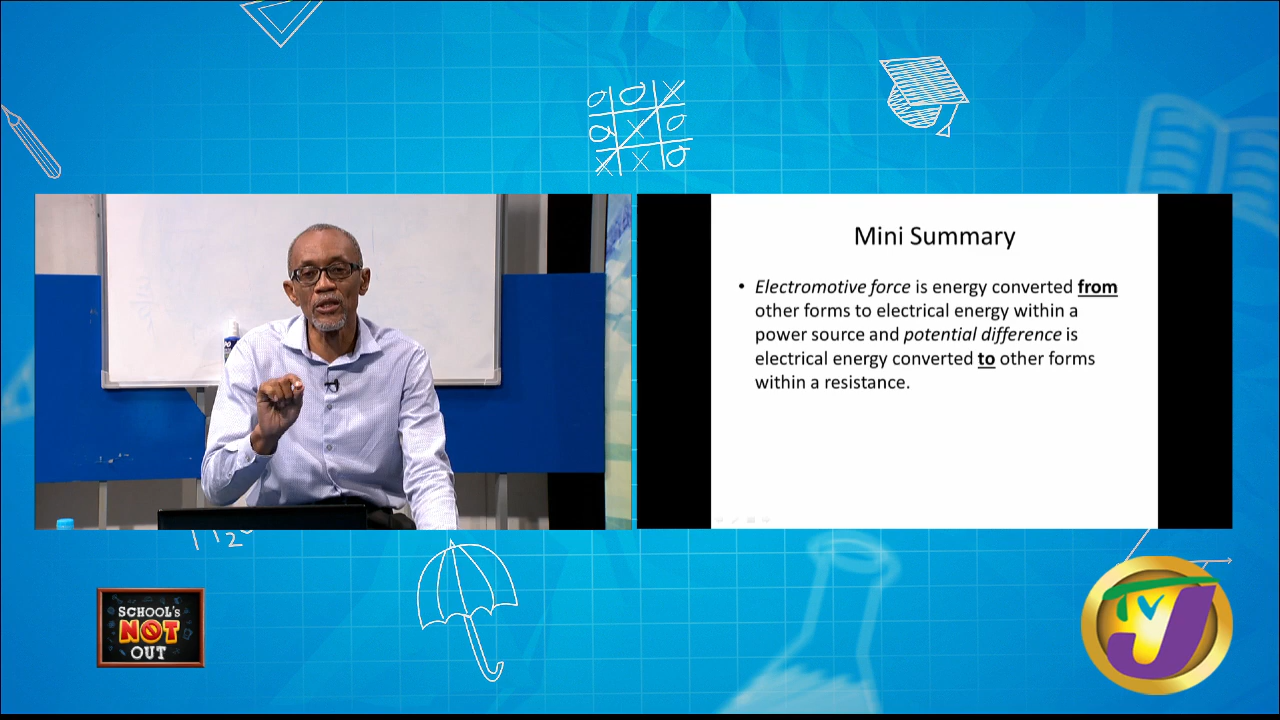 O O X
O X O
X X O
Mini Summary
• Electromotive force is energy converted from
other forms to electrical energy within a
power source and potential difference is
electrical energy converted to other forms
within a resistance.
SCHOOL'S
NOT
OUT
TVJ